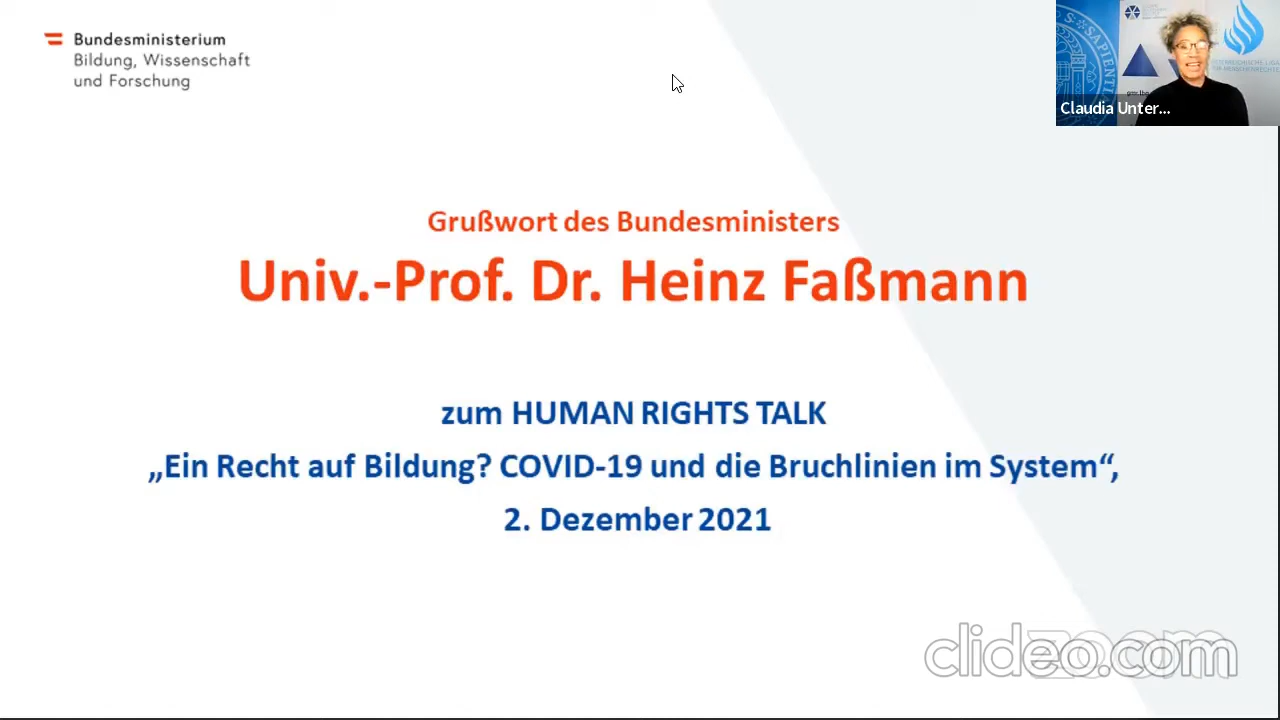 Bundesministerium
Bildung, Wissenschaft
und Forschung
Claudia Unter...
Grußwort des Bundesministers
Univ.-Prof. Dr. Heinz Faßmann
zum HUMAN RIGHTS TALK
„Ein Recht auf Bildung? COVID-19 und die Bruchlinien im System“,
2. Dezember 2021
zoom
clideo.com